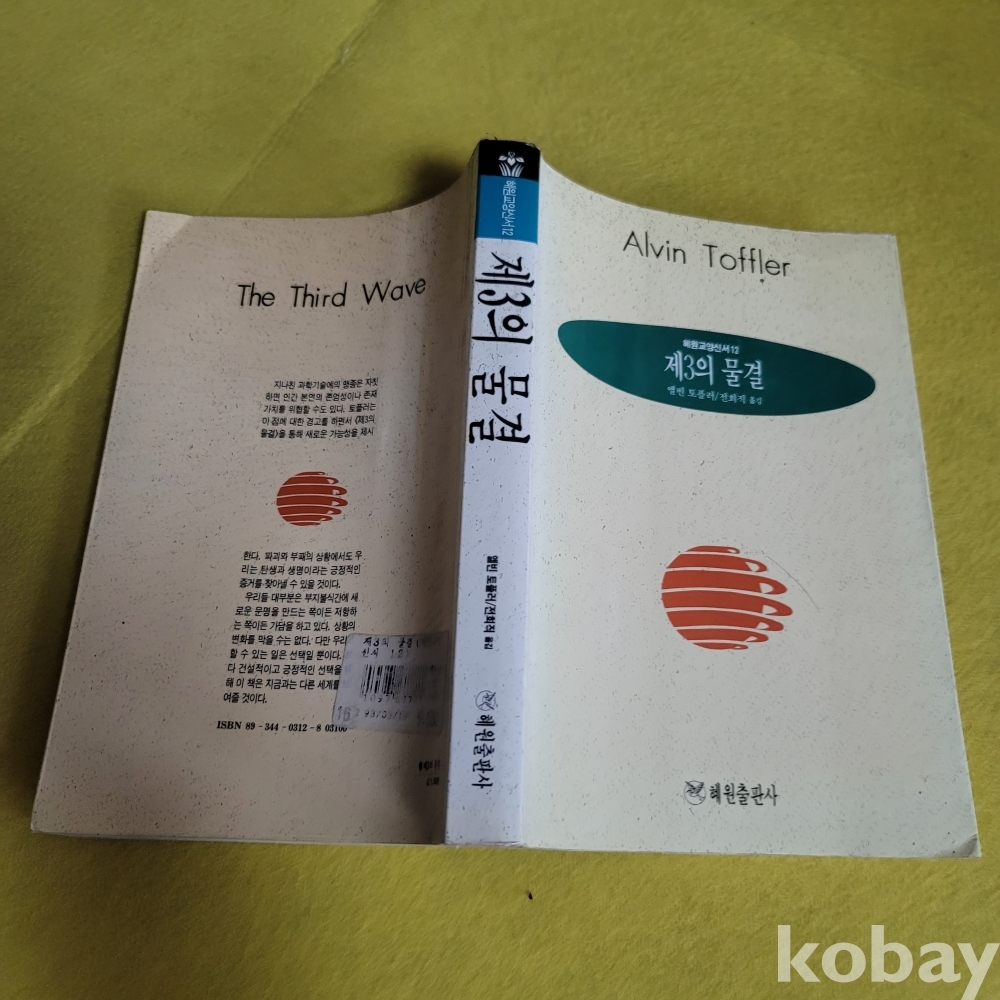 The Third Wave
지나친 과학기술에의 맹종은 자칫
하면 인간 본연의 존엄성이나 존재
가치를 위협할 수도 있다. 토플러는
이 점에 대한 경고를 하면서 《제3의
물결》을 통해 새로운 가능성을 제시
한다. 파괴와 부패의 상황에서도 우
리는 탄생과 생명이라는 긍정적인
증거를 찾아낼 수 있을 것이다.
우리들 대부분은 부지불식간에 새
로운 문명을 만드는 쪽이든 저항하
는 쪽이든 가담을 하고 있다. 상황의
변화를 막을 수는 없다. 다만 우리
할 수 있는 일은 선택일 뿐이다.
다 건설적이고 긍정적인 선택을
해 이 책은 지금과는 다른 세계를
여줄 것이다.
ISBN 89-344-0312-8 03100
제3의 물결
신서
16
혜원교양신서 12
제3의 물결
앨빈 토플러/전희직 옮김
혜원출판사
Alvin Toffler
혜원교양신서 12
제3의 물결
앨빈 토플러/전희직 옮김
혜원출판사
kobay